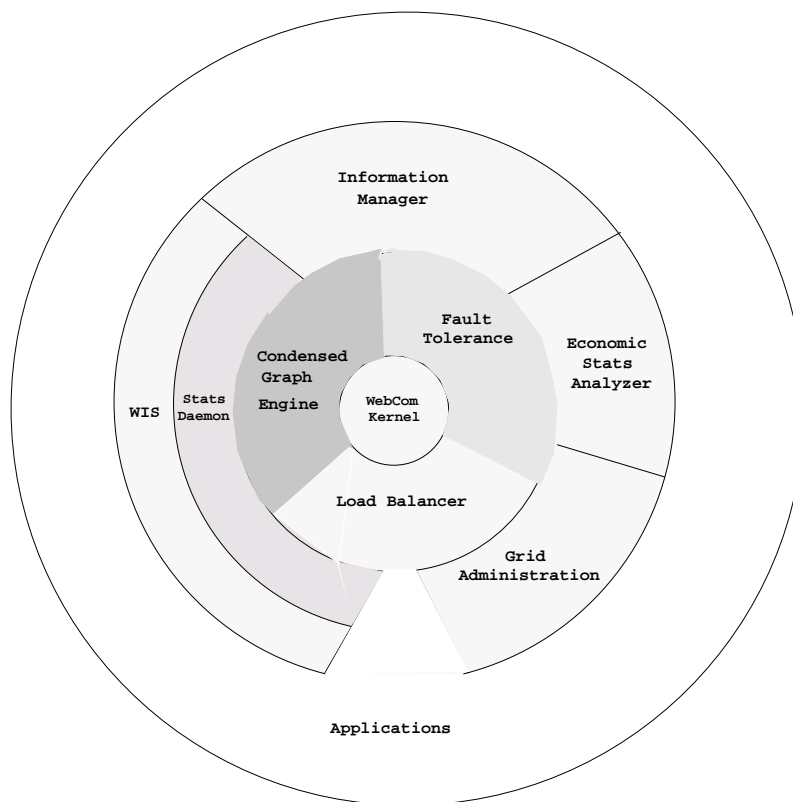 Information
Manager
Fault
Tolerance
Economic
Stats
Analyzer
Condensed
Graph
Engine
WebCom
Kernel
WIS
Stats
Daemon
Load Balancer
Grid
Administration
Applications